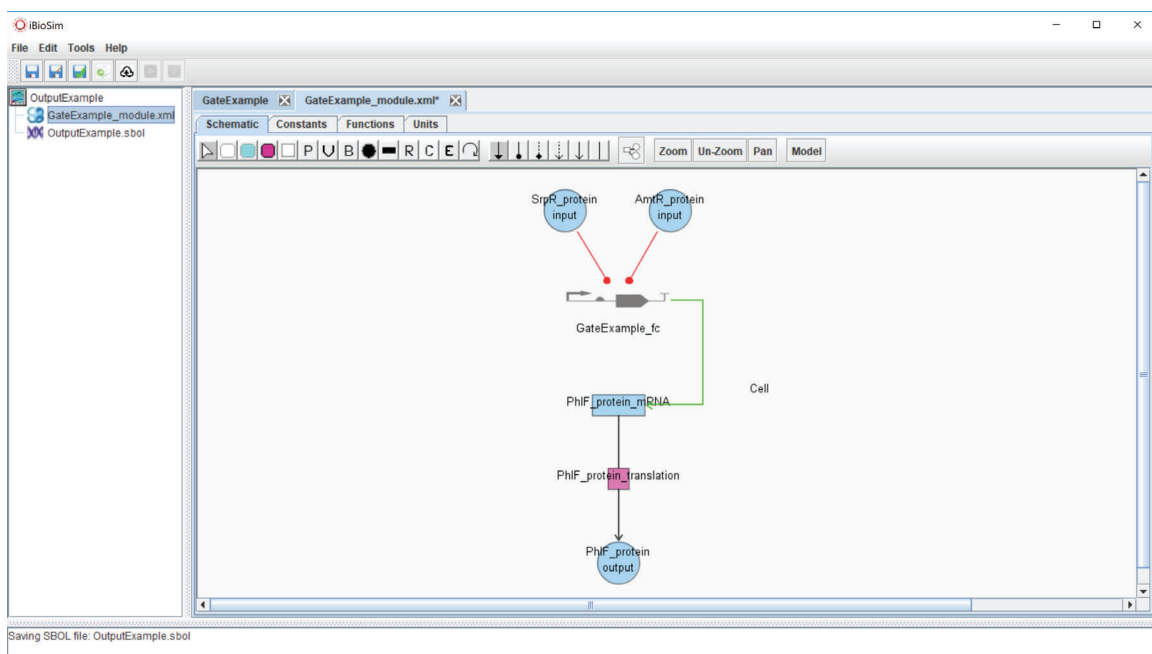 iBioSim
File Edit Tools Help
OutputExample
GateExample_module.xml
OutputExample.sbol
GateExample GateExample_module.xml*
Schematic Constants Functions Units
P V B R C E Zoom Un-Zoom Pan Model
SrpR_protein AmtR_protein
input input
GateExample_fc
Cell
PhlF_protein_mRNA
PhlF_protein_translation
PhlF_protein
output
Saving SBOL file: OutputExample.sbol